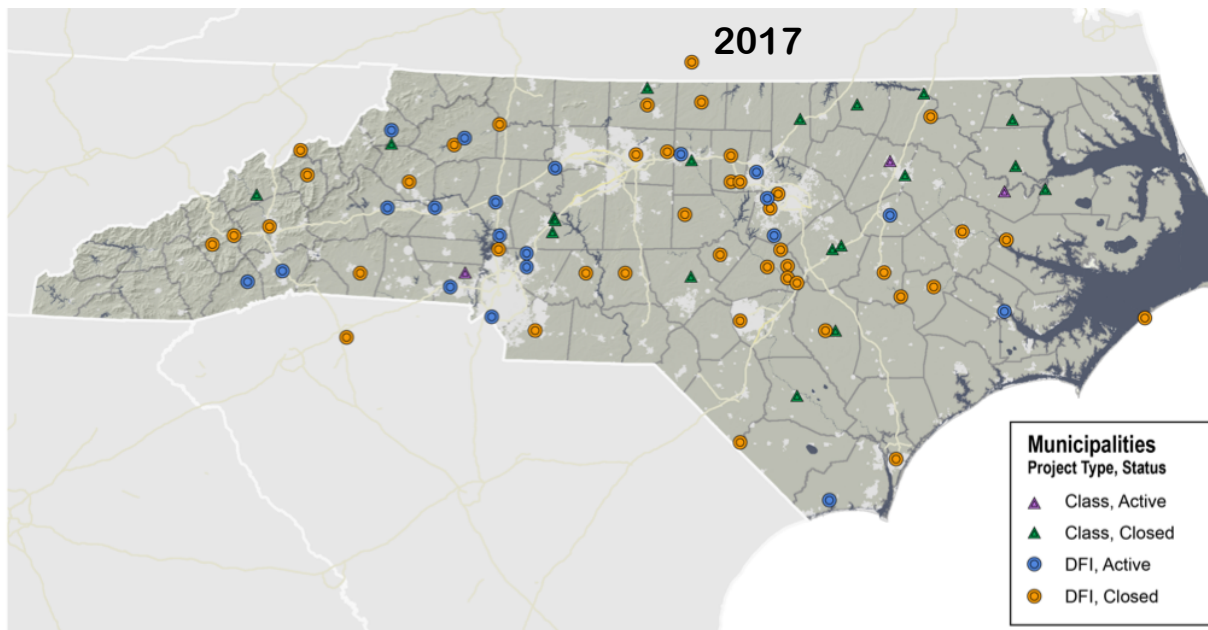 2017
Municipalities
Project Type, Status
Class, Active
Class, Closed
DFI, Active
DFI, Closed